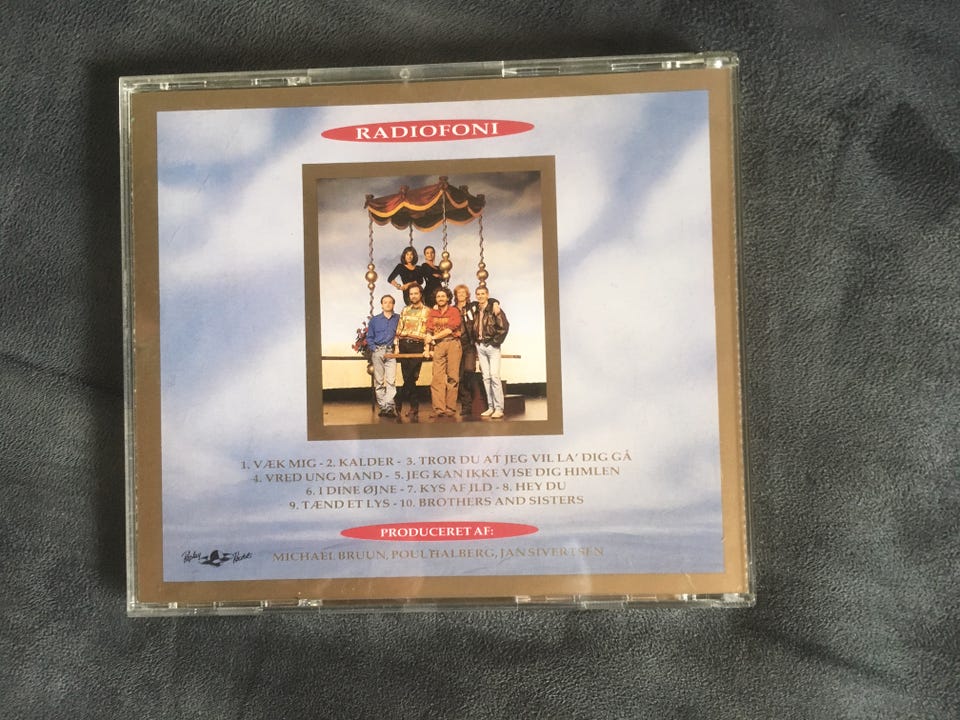 RADIOFONI
1. VÆK MIG - 2. KALDER - 3. TROR DU AT JEG VIL LA' DIG GÅ
4. VRED UNG MAND - 5. JEG KAN IKKE VISE DIG HIMLEN
6. I DINE ØJNE - 7. KYS AF ILD - 8. HEY DU
9. TÆND ET LYS - 10. BROTHERS AND SISTERS
PRODUCERET AF:
MICHAEL BRUUN, POUL HALBERG, JAN SIVERTSEN